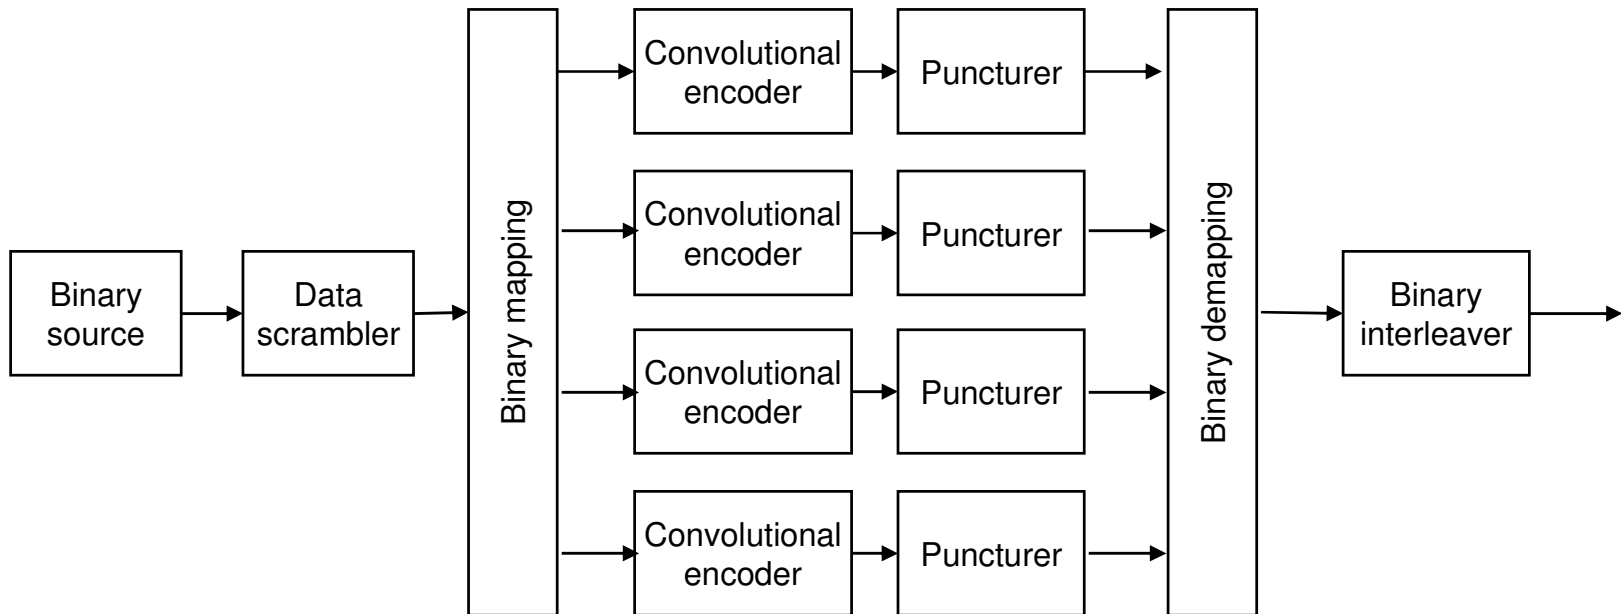 Binary
source
Data
scrambler
Binary mapping
Convolutional
encoder
Puncturer
Convolutional
encoder
Puncturer
Convolutional
encoder
Puncturer
Convolutional
encoder
Puncturer
Binary demapping
Binary
interleaver